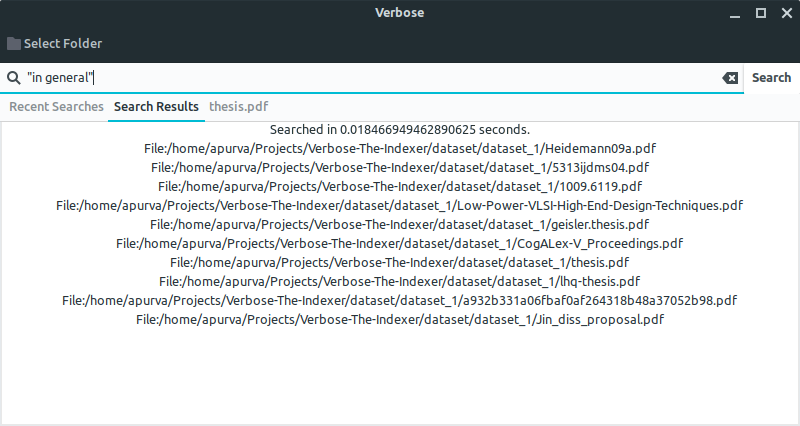 Verbose
Select Folder
"in general"
Search
Recent Searches Search Results thesis.pdf
Searched in 0.018466949462890625 seconds.
File:/home/apurva/Projects/Verbose-The-Indexer/dataset/dataset_1/Heidemann09a.pdf
File:/home/apurva/Projects/Verbose-The-Indexer/dataset/dataset_1/5313ijdms04.pdf
File:/home/apurva/Projects/Verbose-The-Indexer/dataset/dataset_1/1009.6119.pdf
File:/home/apurva/Projects/Verbose-The-Indexer/dataset/dataset_1/Low-Power-VLSI-High-End-Design-Techniques.pdf
File:/home/apurva/Projects/Verbose-The-Indexer/dataset/dataset_1/geisler.thesis.pdf
File:/home/apurva/Projects/Verbose-The-Indexer/dataset/dataset_1/CogALex-V_Proceedings.pdf
File:/home/apurva/Projects/Verbose-The-Indexer/dataset/dataset_1/thesis.pdf
File:/home/apurva/Projects/Verbose-The-Indexer/dataset/dataset_1/lhq-thesis.pdf
File:/home/apurva/Projects/Verbose-The-Indexer/dataset/dataset_1/a932b331a06fbaf0af264318b48a37052b98.pdf
File:/home/apurva/Projects/Verbose-The-Indexer/dataset/dataset_1/Jin_diss_proposal.pdf